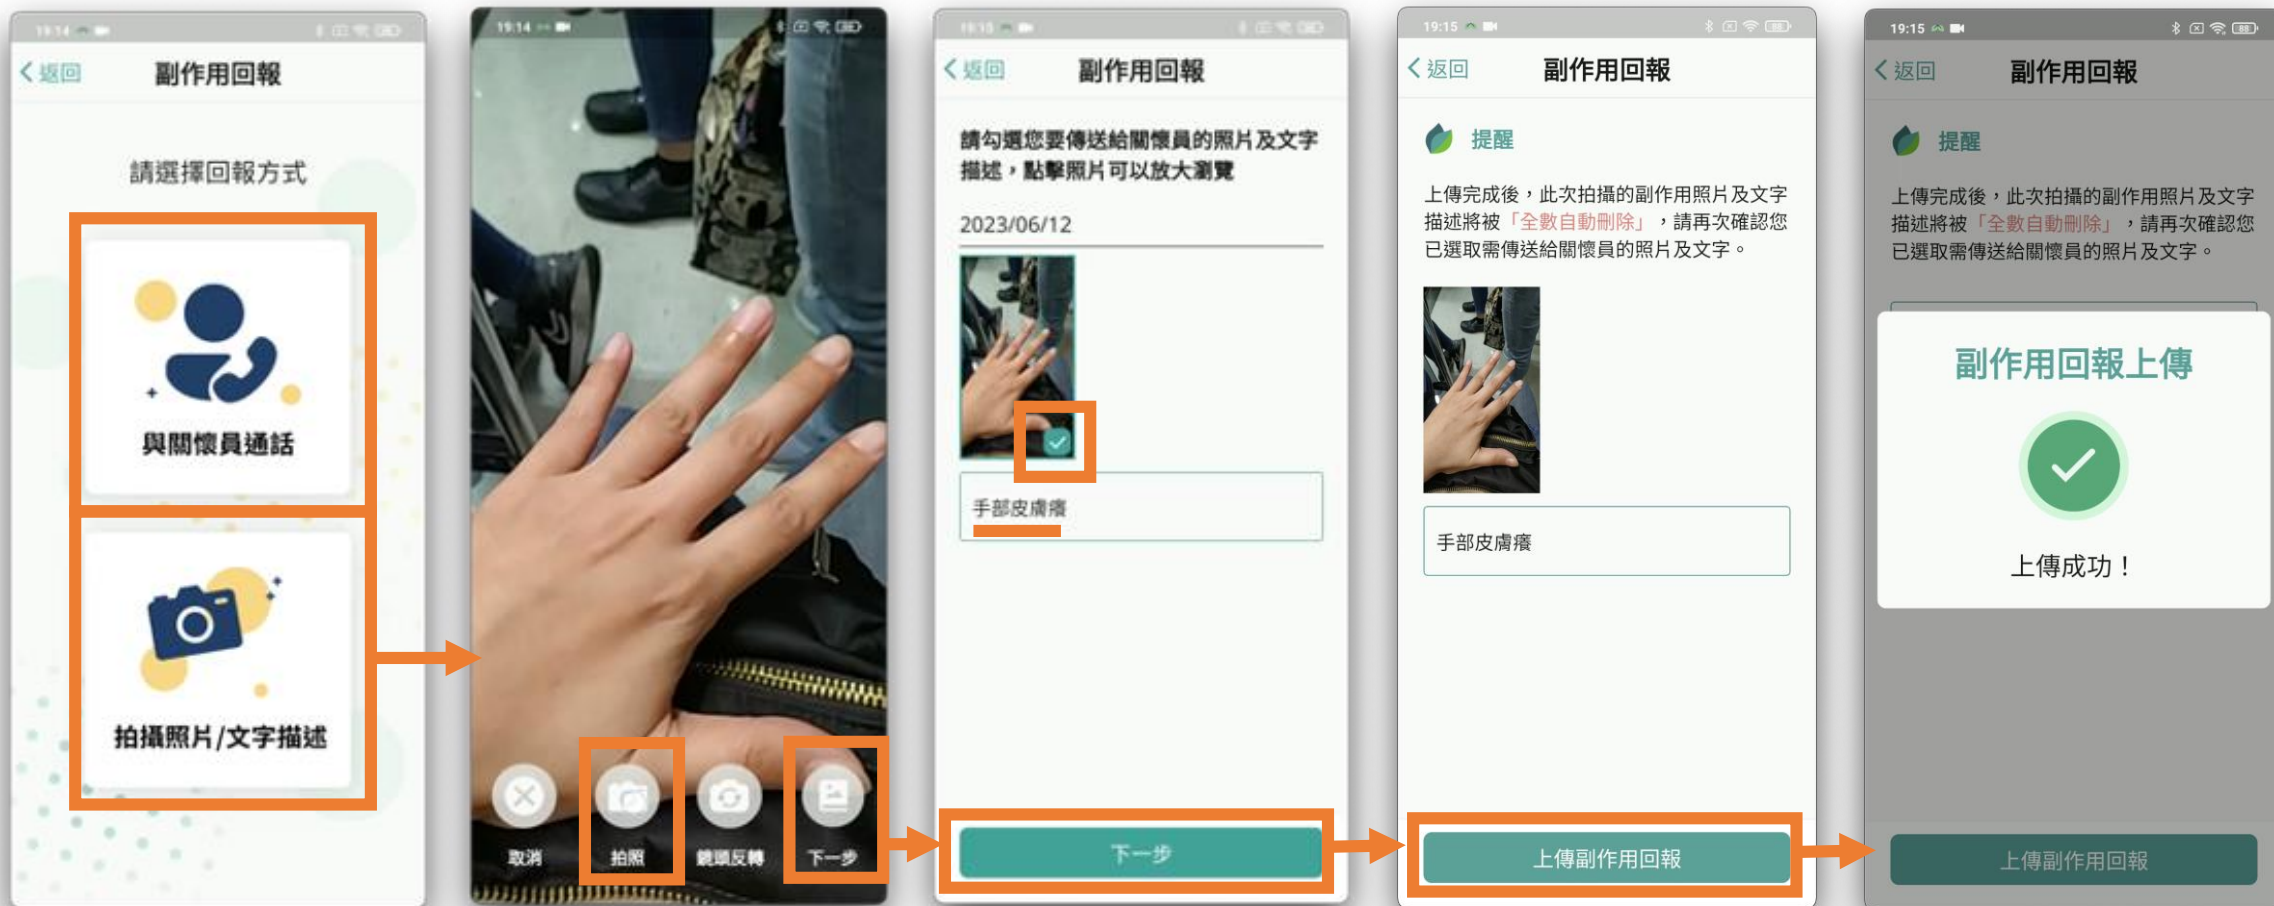 19:14
返回
副作用回報
請選擇回報方式
與關懷員通話
拍攝照片/文字描述
19:14
取消
拍照
鏡頭反轉
下一步
19:15
返回
副作用回報
請勾選您要傳送給關懷員的照片及文字
描述，點擊照片可以放大瀏覽
2023/06/12
手部皮膚癢
下一步
19:15
88
返回
副作用回報
提醒
上傳完成後，此次拍攝的副作用照片及文字
描述將被「全數自動刪除」，請再次確認您
已選取需傳送給關懷員的照片及文字。
手部皮膚癢
上傳副作用回報
19:15
88
返回
副作用回報
提醒
上傳完成後，此次拍攝的副作用照片及文字
描述將被「全數自動刪除」，請再次確認您
已選取需傳送給關懷員的照片及文字。
副作用回報上傳
上傳成功！
上傳副作用回報